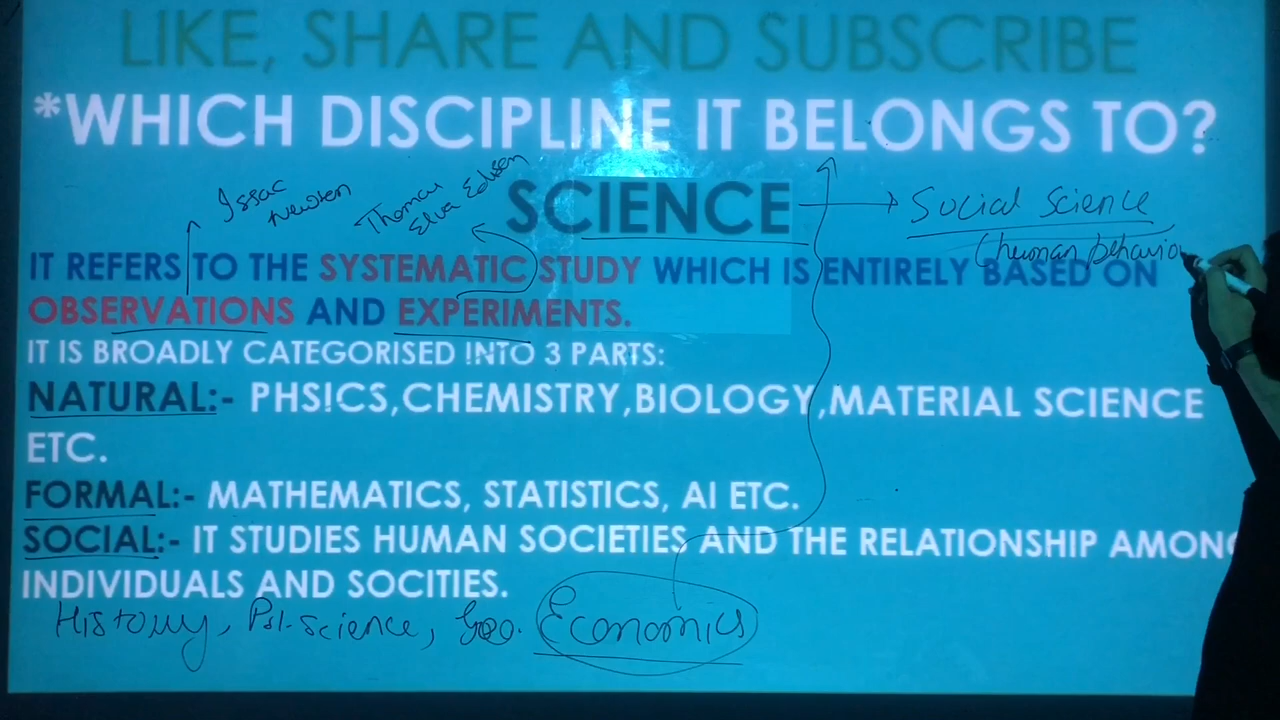 LIKE, SHARE AND SUBSCRIBE
*WHICH DISCIPLINE IT BELONGS TO?
Issac
Newton
Thomas
Elva Edison
SCIENCE
Social Science
(human behaviou
IT REFERS TO THE SYSTEMATIC STUDY WHICH IS ENTIRELY BASED ON
OBSERVATIONS AND EXPERIMENTS.
IT IS BROADLY CATEGORISED INTO 3 PARTS:
NATURAL:- PHSICS,CHEMISTRY,BIOLOGY,MATERIAL SCIENCE
ETC.
FORMAL:- MATHEMATICS, STATISTICS, AI ETC.
SOCIAL:- IT STUDIES HUMAN SOCIETIES AND THE RELATIONSHIP AMONG
INDIVIDUALS AND SOCITIES.
History, Pol.science, Geo. Economics